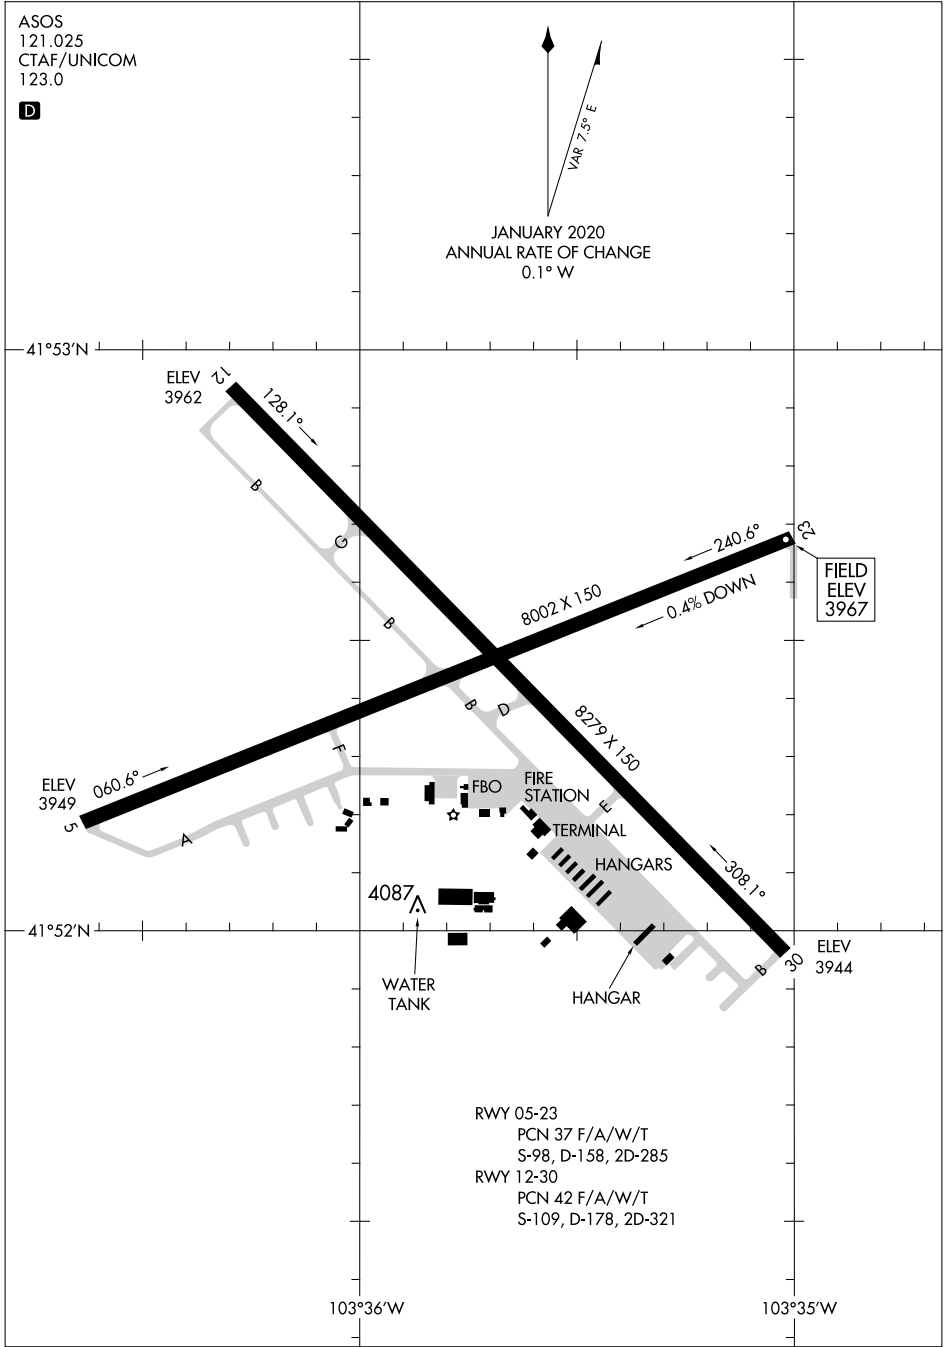 ASOS
121.025
CTAF/UNICOM
123.0
D
VAR 7.5° E
JANUARY 2020
ANNUAL RATE OF CHANGE
0.1° W
41°53'N
ELEV
3962
12
128.1°
B
G
B
23
240.6°
FIELD
ELEV
3967
8002 X 150
0.4% DOWN
B
D
8279 X 150
F
ELEV
3949
5
060.6°
A
FBO
FIRE
STATION
E
TERMINAL
HANGARS
308.1°
4087
41°52'N
WATER
TANK
HANGAR
B
30
ELEV
3944
RWY 05-23
PCN 37 F/A/W/T
S-98, D-158, 2D-285
RWY 12-30
PCN 42 F/A/W/T
S-109, D-178, 2D-321
103°36'W
103°35'W